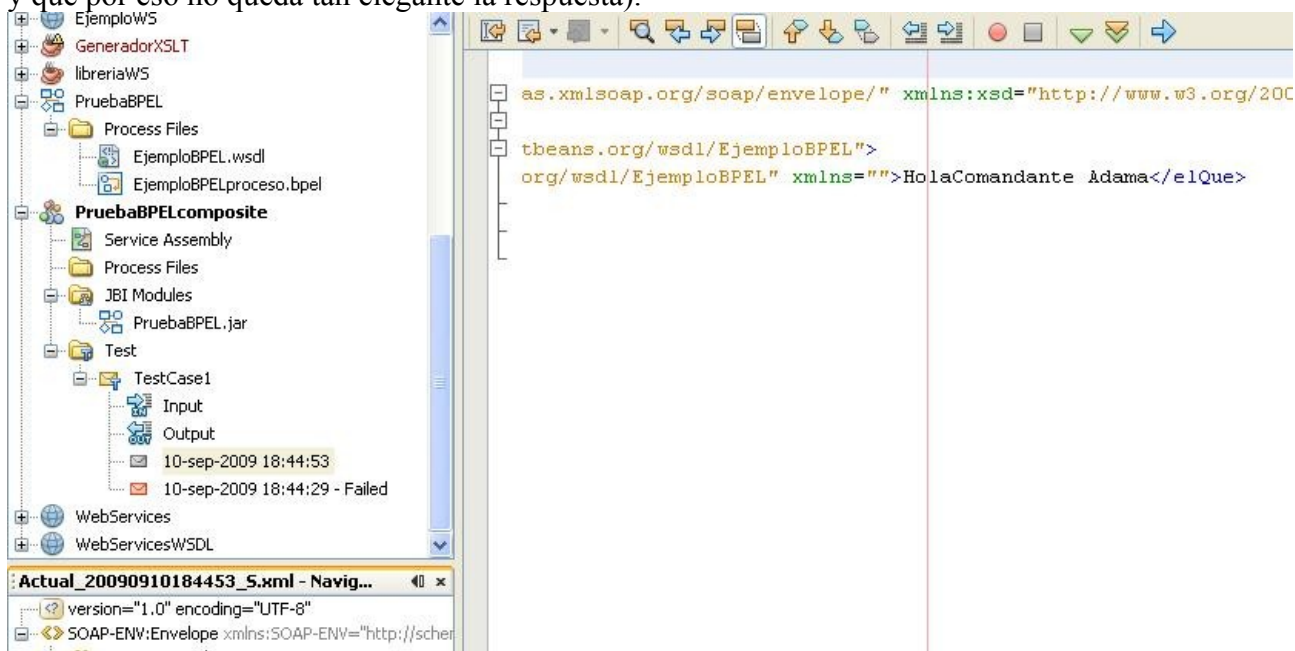 y que por eso no queda tan elegante la respuesta).
EjemploWS
GeneradorXSLT
libreriaWS
PruebaBPEL
Process Files
EjemploBPEL.wsdl
EjemploBPELproceso.bpel
PruebaBPELcomposite
Service Assembly
Process Files
JBI Modules
PruebaBPEL.jar
Test
TestCase1
Input
Output
10-sep-2009 18:44:53
10-sep-2009 18:44:29 - Failed
WebServices
WebServicesWSDL
Actual_20090910184453_S.xml - Navig...
version="1.0" encoding="UTF-8"
SOAP-ENV:Envelope xmlns:SOAP-ENV="http://scher
as.xmlsoap.org/soap/envelope/" xmlns:xsd="http://www.w3.org/200
tbeans.org/wsdl/EjemploBPEL">
org/wsdl/EjemploBPEL" xmlns="">HolaComandante Adama</elQue>